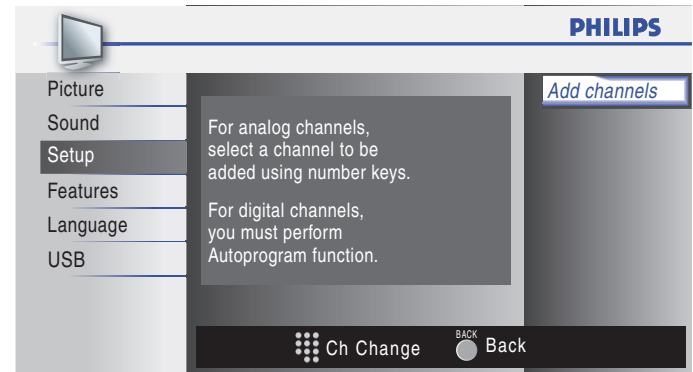 PHILIPS
Picture
Sound
Setup
Features
Language
USB
For analog channels,
select a channel to be
added using number keys.
For digital channels,
you must perform
Autoprogram function.
Add channels
Ch Change
BACK
Back